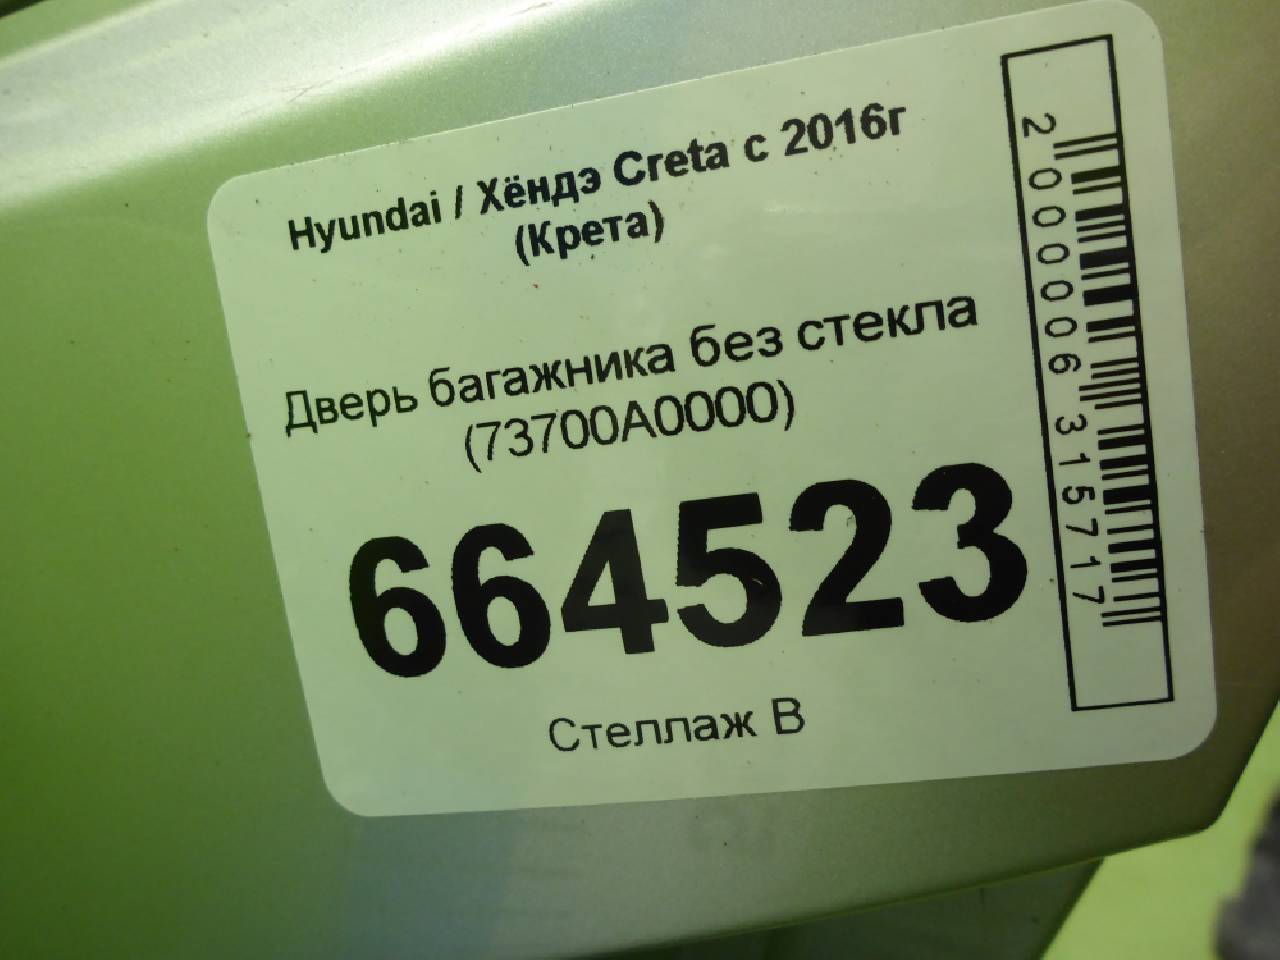 Hyundai / Хёндэ Creta с 2016г
(Крета)
Дверь багажника без стекла
(73700A0000)
664523
Стеллаж В
2000006315717